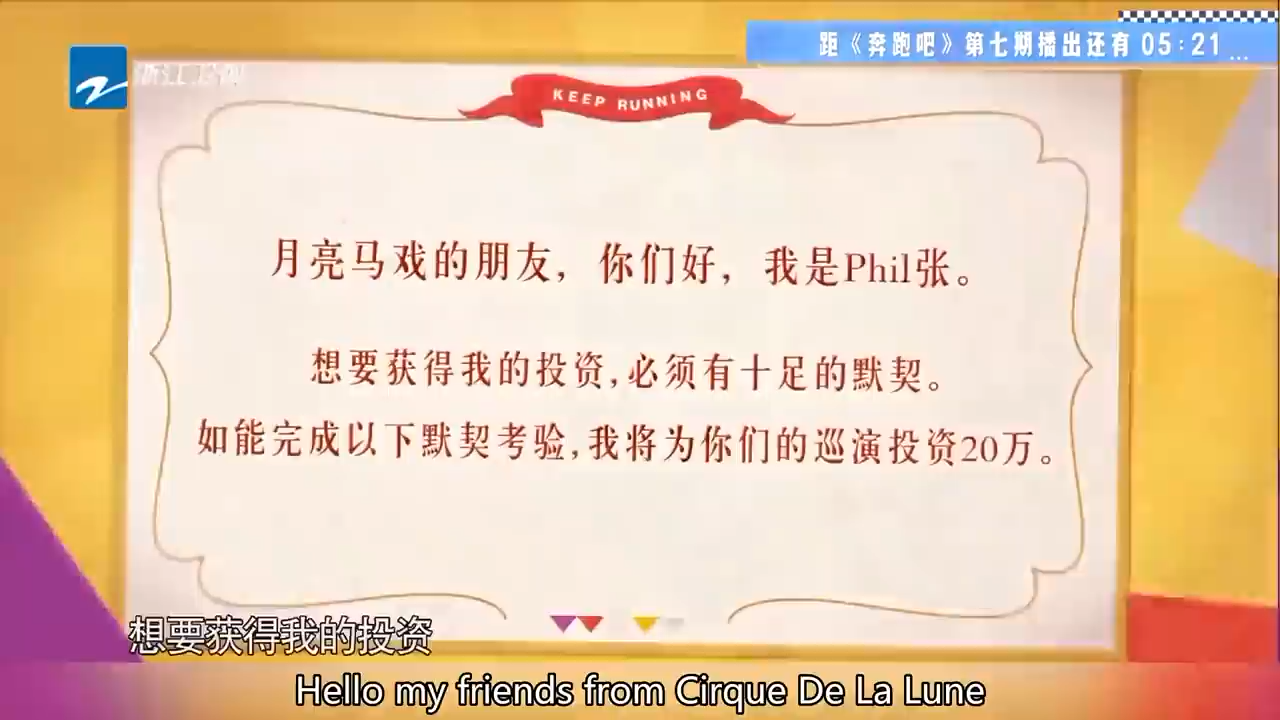 距《奔跑吧》第七期播出还有 05:21
KEEP RUNNING
月亮马戏的朋友，你们好，我是Phil张。
想要获得我的投资,必须有十足的默契。
如能完成以下默契考验,我将为你们的巡演投资20万。
想要获得我的投资
Hello my friends from Cirque De La Lune